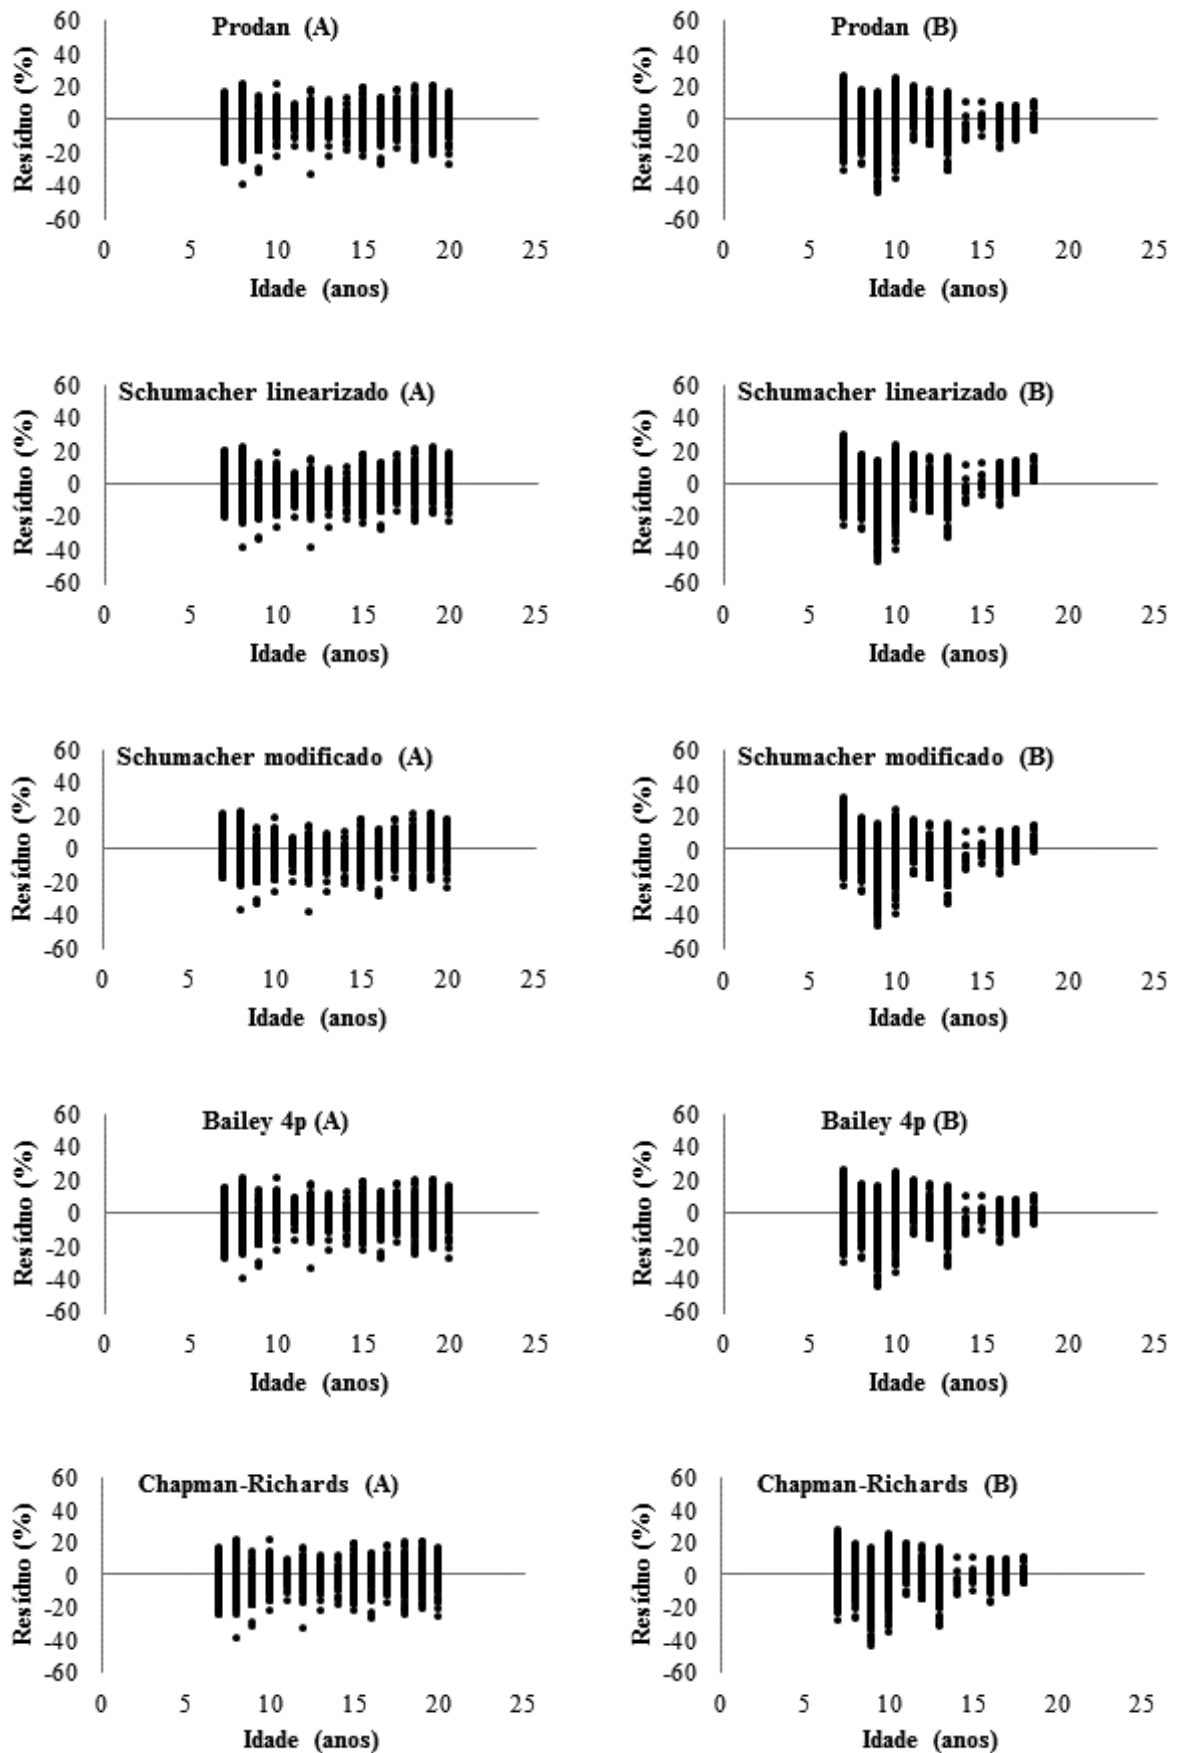 Prodan (A)
Resíduo (%)
60
40
20
0
-20
-40
-60
0 5 10 15 20 25
Idade (anos)
Prodan (B)
Resíduo (%)
60
40
20
0
-20
-40
-60
0 5 10 15 20 25
Idade (anos)
Schumacher linearizado (A)
Resíduo (%)
60
40
20
0
-20
-40
-60
0 5 10 15 20 25
Idade (anos)
Schumacher linearizado (B)
Resíduo (%)
60
40
20
0
-20
-40
-60
0 5 10 15 20 25
Idade (anos)
Schumacher modificado (A)
Resíduo (%)
60
40
20
0
-20
-40
-60
0 5 10 15 20 25
Idade (anos)
Schumacher modificado (B)
Resíduo (%)
60
40
20
0
-20
-40
-60
0 5 10 15 20 25
Idade (anos)
Bailey 4p (A)
Resíduo (%)
60
40
20
0
-20
-40
-60
0 5 10 15 20 25
Idade (anos)
Bailey 4p (B)
Resíduo (%)
60
40
20
0
-20
-40
-60
0 5 10 15 20 25
Idade (anos)
Chapman-Richards (A)
Resíduo (%)
60
40
20
0
-20
-40
-60
0 5 10 15 20 25
Idade (anos)
Chapman-Richards (B)
Resíduo (%)
60
40
20
0
-20
-40
-60
0 5 10 15 20 25
Idade (anos)